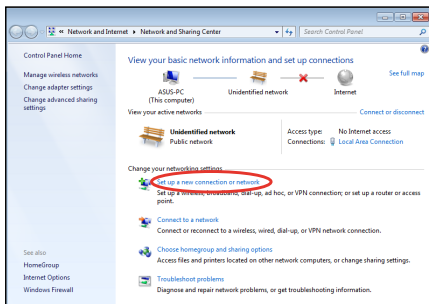 « Network and Internet ▸ Network and Sharing Center
Search Control Panel
Control Panel Home
Manage wireless networks
Change adapter settings
Change advanced sharing
settings
See also
HomeGroup
Internet Options
Windows Firewall
View your basic network information and set up connections
See full map
ASUS-PC
(This computer)
Unidentified network
Internet
View your active networks
Connect or disconnect
Unidentified network
Public network
Access type: No Internet access
Connections: Local Area Connection
Change your networking settings
Set up a new connection or network
Set up a wireless, broadband, dial-up, ad hoc, or VPN connection; or set up a router or access
point.
Connect to a network
Connect or reconnect to a wireless, wired, dial-up, or VPN network connection.
Choose homegroup and sharing options
Access files and printers located on other network computers, or change sharing settings.
Troubleshoot problems
Diagnose and repair network problems, or get troubleshooting information.